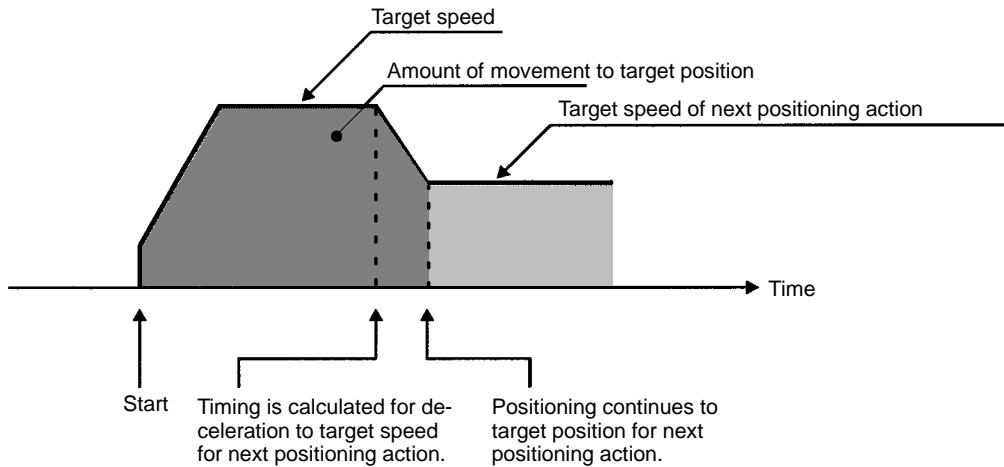 Target speed
Amount of movement to target position
Target speed of next positioning action
Time
Start
Timing is calculated for de-
celeration to target speed
for next positioning action.
Positioning continues to
target position for next
positioning action.